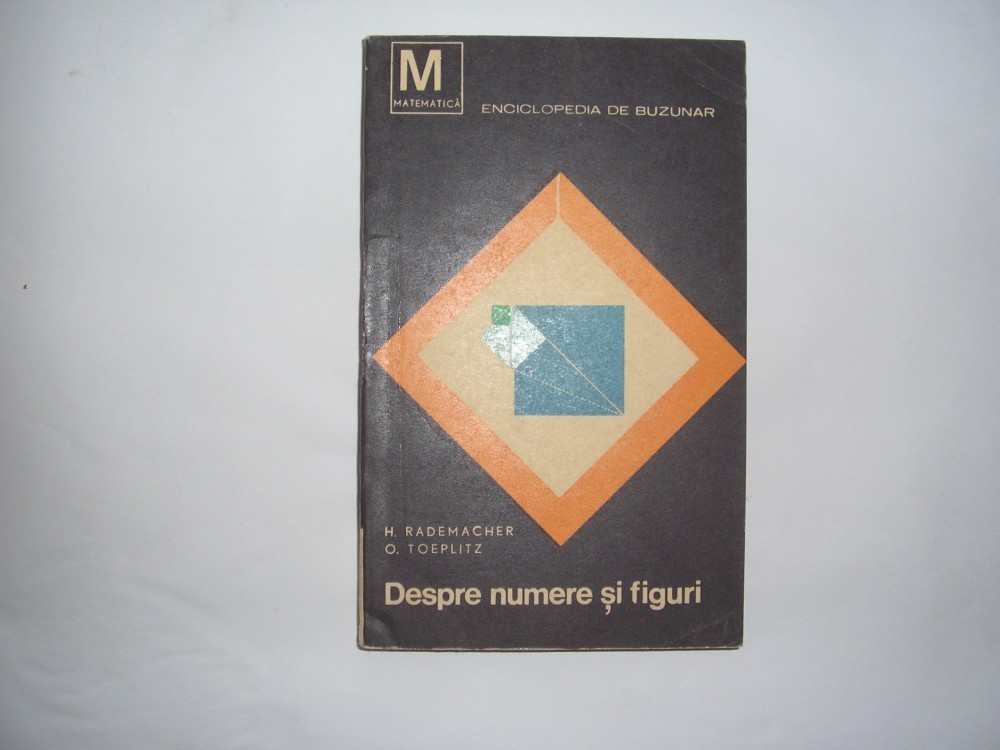 M
MATEMATICĂ
ENCICLOPEDIA DE BUZUNAR
H. RADEMACHER
O. TOEPLITZ
Despre numere și figuri